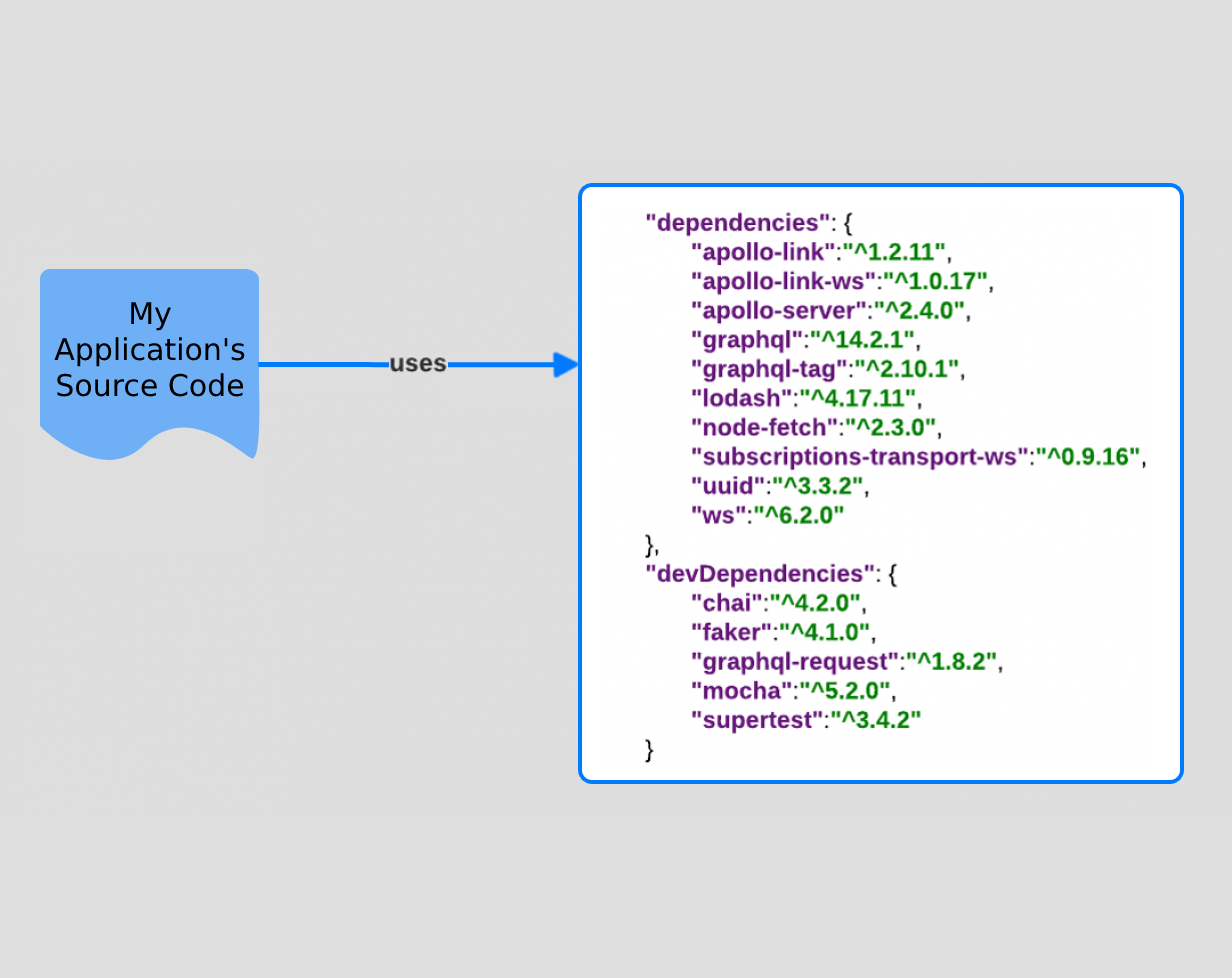 My
Application's
Source Code
uses
"dependencies": {
"apollo-link":"^1.2.11",
"apollo-link-ws":"^1.0.17",
"apollo-server":"^2.4.0",
"graphql":"^14.2.1",
"graphql-tag":"^2.10.1",
"lodash":"^4.17.11",
"node-fetch":"^2.3.0",
"subscriptions-transport-ws":"^0.9.16",
"uuid":"^3.3.2",
"ws":"^6.2.0"
},
"devDependencies": {
"chai":"^4.2.0",
"faker":"^4.1.0",
"graphql-request":"^1.8.2",
"mocha":"^5.2.0",
"supertest":"^3.4.2"
}